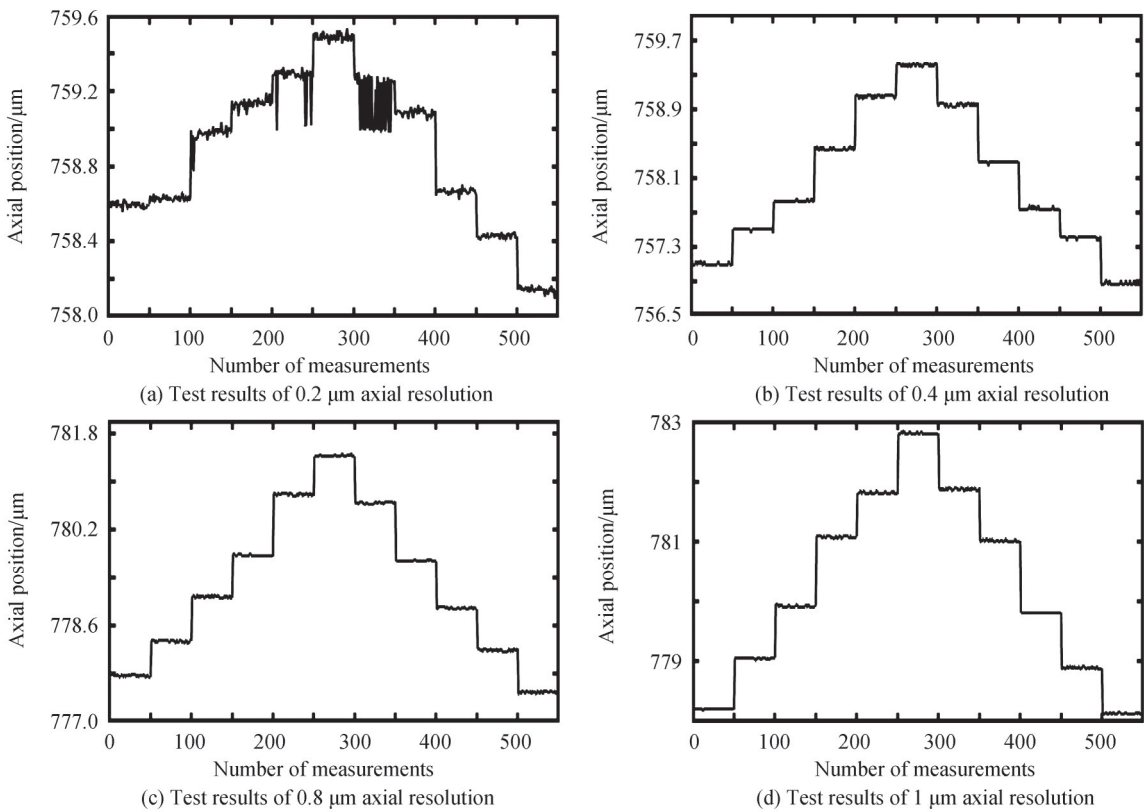 759.6
759.2
758.8
758.4
758.0
Axial position/μm
0 100 200 300 400 500
Number of measurements
(a) Test results of 0.2 μm axial resolution
759.7
758.9
758.1
757.3
756.5
Axial position/μm
0 100 200 300 400 500
Number of measurements
(b) Test results of 0.4 μm axial resolution
781.8
780.2
778.6
777.0
Axial position/μm
0 100 200 300 400 500
Number of measurements
(c) Test results of 0.8 μm axial resolution
783
781
779
Axial position/μm
0 100 200 300 400 500
Number of measurements
(d) Test results of 1 μm axial resolution